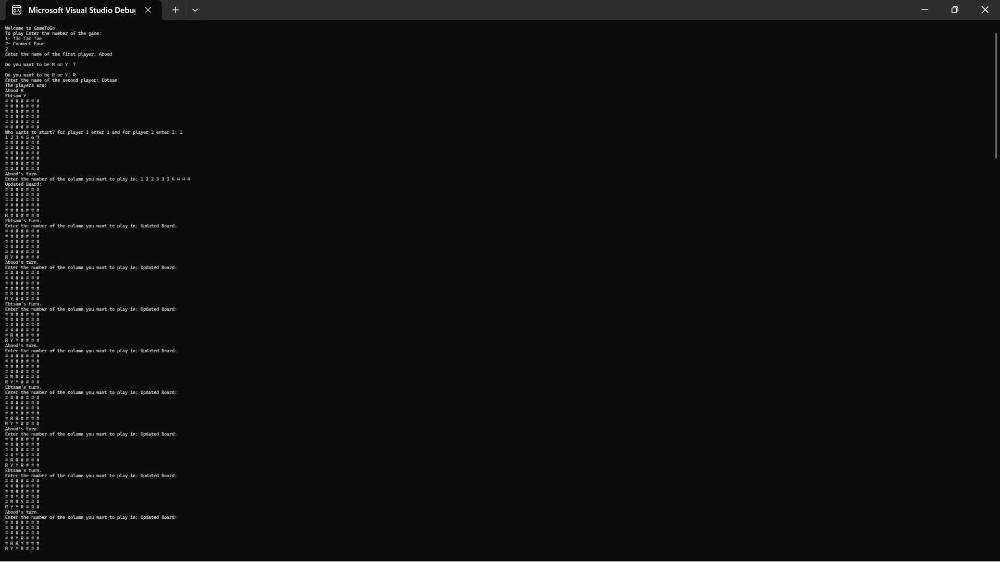 Microsoft Visual Studio Debug
Welcome to GameToGo!
To play Enter the number of the game:
1- Tic Tac Toe
2- Connect Four
2
Enter the name of the first player: Abood
Do you want to be R or Y: T
Do you want to be R or Y: R
Enter the name of the second player: Ebtsam
The players are:
Abood R
Ebtsam Y
# # # # # # #
# # # # # # #
# # # # # # #
# # # # # # #
# # # # # # #
# # # # # # #
Who wants to start? for player 1 enter 1 and for player 2 enter 2: 1
1 2 3 4 5 6 7
# # # # # # #
# # # # # # #
# # # # # # #
# # # # # # #
# # # # # # #
# # # # # # #
Abood's turn.
Enter the number of the column you want to play in: 1 2 2 3 3 3 4 4 4 4
Updated Board:
# # # # # # #
# # # # # # #
# # # # # # #
# # # # # # #
# # # # # # #
R # # # # # #
Ebtsam's turn.
Enter the number of the column you want to play in: Updated Board:
# # # # # # #
# # # # # # #
# # # # # # #
# # # # # # #
# # # # # # #
R Y # # # # #
Abood's turn.
Enter the number of the column you want to play in: Updated Board:
# # # # # # #
# # # # # # #
# # # # # # #
# # # # # # #
# R # # # # #
R Y # # # # #
Ebtsam's turn.
Enter the number of the column you want to play in: Updated Board:
# # # # # # #
# # # # # # #
# # # # # # #
# # # # # # #
# R # # # # #
R Y Y # # # #
Abood's turn.
Enter the number of the column you want to play in: Updated Board:
# # # # # # #
# # # # # # #
# # # # # # #
# # # # # # #
# R R # # # #
R Y Y # # # #
Ebtsam's turn.
Enter the number of the column you want to play in: Updated Board:
# # # # # # #
# # # # # # #
# # # # # # #
# # Y # # # #
# R R # # # #
R Y Y # # # #
Abood's turn.
Enter the number of the column you want to play in: Updated Board:
# # # # # # #
# # # # # # #
# # # # # # #
# # Y # # # #
# R R # # # #
R Y Y R # # #
Ebtsam's turn.
Enter the number of the column you want to play in: Updated Board:
# # # # # # #
# # # # # # #
# # # # # # #
# # Y # # # #
# R R Y # # #
R Y Y R # # #
Abood's turn.
Enter the number of the column you want to play in: Updated Board:
# # # # # # #
# # # # # # #
# # # # # # #
# # Y R # # #
# R R Y # # #
R Y Y R # # #